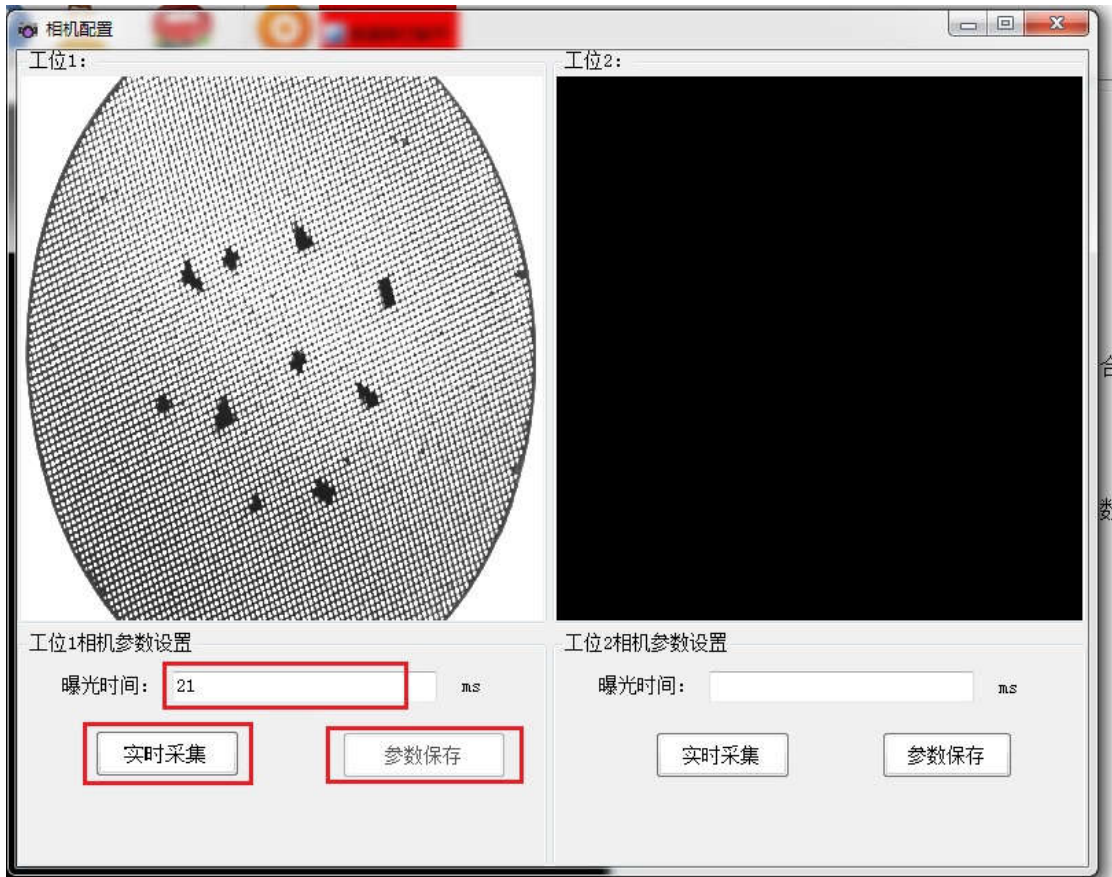 相机配置
工位1:
工位2:
工位1相机参数设置
曝光时间: 21 ms
实时采集 参数保存
工位2相机参数设置
曝光时间: ms
实时采集 参数保存
数